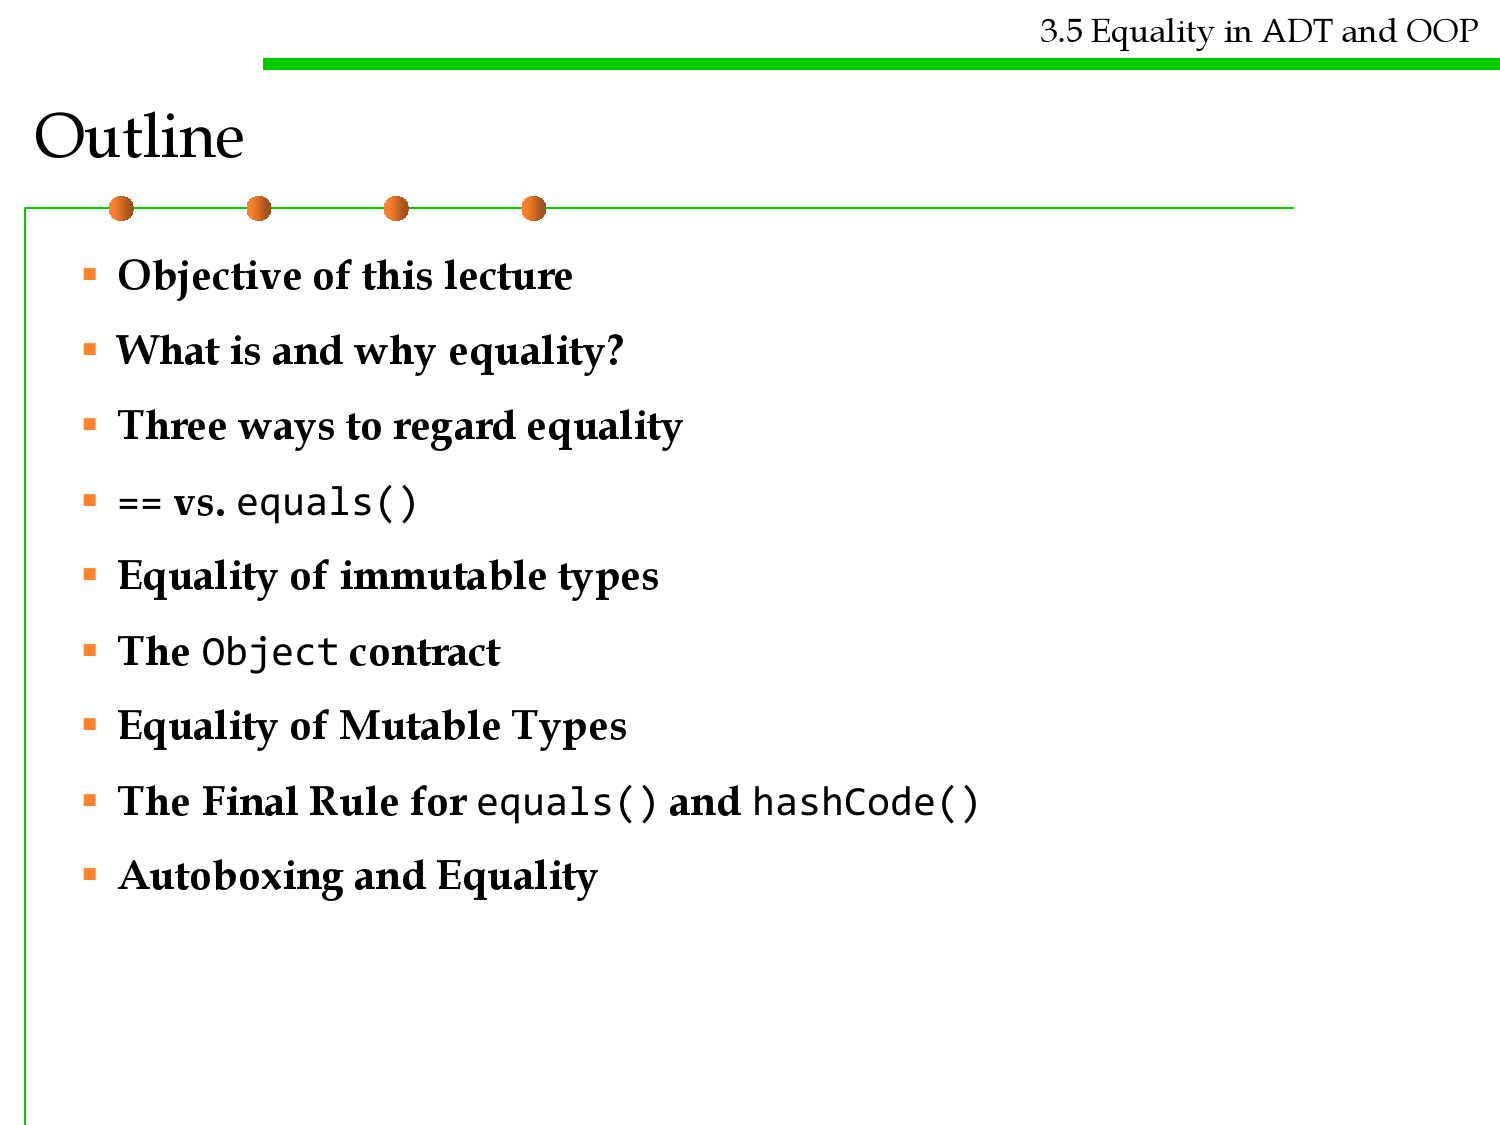 3.5 Equality in ADT and OOP
Outline
▪ Objective of this lecture
▪ What is and why equality?
▪ Three ways to regard equality
▪ == vs. equals()
▪ Equality of immutable types
▪ The Object contract
▪ Equality of Mutable Types
▪ The Final Rule for equals() and hashCode()
▪ Autoboxing and Equality